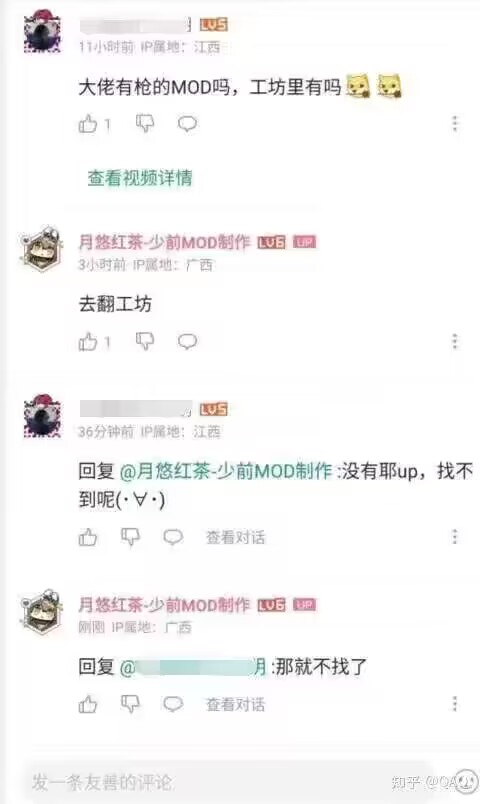 LV5
11小时前 IP属地：江西
大佬有枪的MOD吗，工坊里有吗
1
查看视频详情
月悠红茶-少前MOD制作 LV6 UP
3小时前 IP属地：广西
去翻工坊
1
LV5
36分钟前 IP属地：江西
回复 @月悠红茶-少前MOD制作 :没有耶up，找不
到呢(･∀･)
查看对话
月悠红茶-少前MOD制作 LV6 UP
刚刚 IP属地：广西
回复 @ 月 :那就不找了
查看对话
发一条友善的评论
知乎